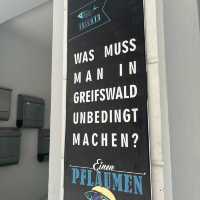 WAS MUSS
MAN IN
GREIFSWALD
UNBEDINGT
MACHEN?
Einen
PFLAUMEN